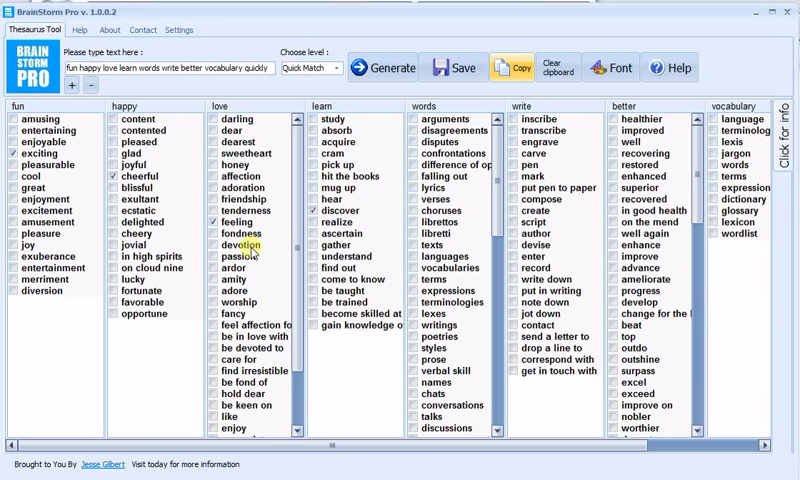 BrainStorm Pro v. 1.0.0.2
Thesaurus Tool Help About Contact Settings
BRAIN
STORM
PRO
Please type text here :
fun happy love learn words write better vocabulary quickly
+ -
Choose level :
Quick Match
Generate
Save
Copy
Clear
clipboard
Font
Help
fun
amusing
entertaining
enjoyable
exciting
pleasurable
cool
great
enjoyment
excitement
amusement
pleasure
joy
exuberance
entertainment
merriment
diversion
happy
content
contented
pleased
glad
joyful
cheerful
blissful
exultant
ecstatic
delighted
cheery
jovial
in high spirits
on cloud nine
lucky
fortunate
favorable
opportune
love
darling
dear
dearest
sweetheart
honey
affection
adoration
friendship
tenderness
feeling
fondness
devotion
passion
ardor
amity
adore
worship
fancy
feel affection fo
be in love with
be devoted to
care for
find irresistible
be fond of
hold dear
be keen on
like
enjoy
learn
study
absorb
acquire
cram
pick up
hit the books
mug up
hear
discover
realize
ascertain
gather
understand
find out
come to know
be taught
be trained
become skilled at
gain knowledge o
words
arguments
disagreements
disputes
confrontations
difference of op
falling out
lyrics
verses
choruses
librettos
libretti
texts
languages
vocabularies
terms
expressions
terminologies
lexes
writings
poetries
styles
prose
verbal skill
names
chats
conversations
talks
discussions
write
inscribe
transcribe
engrave
carve
pen
mark
put pen to paper
compose
create
script
author
devise
enter
record
write down
put in writing
note down
jot down
contact
send a letter to
drop a line to
correspond with
get in touch with
better
healthier
improved
well
recovering
restored
enhanced
superior
recovered
in good health
on the mend
well again
enhance
improve
advance
ameliorate
progress
develop
change for the
beat
top
outdo
outshine
surpass
excel
exceed
improve on
nobler
worthier
vocabulary
language
terminolog
lexis
jargon
words
terms
expression
dictionary
glossary
lexicon
wordlist
Click for info
Brought to You By Jesse Gilbert Visit today for more information